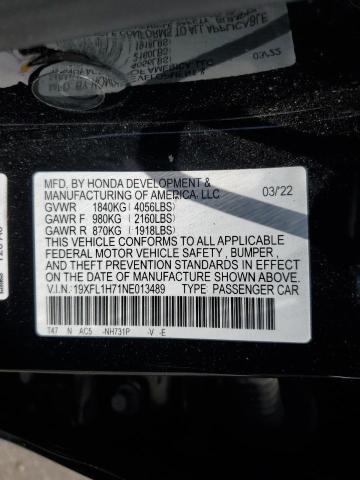 MFD. BY HONDA DEVELOPMENT &
MANUFACTURING OF AMERICA, LLC 03/'22
GVWR 1840KG (4056LBS)
GAWR F 980KG (2160LBS)
GAWR R 870KG (1918LBS)
THIS VEHICLE CONFORMS TO ALL APPLICABLE
FEDERAL MOTOR VEHICLE SAFETY , BUMPER ,
AND THEFT PREVENTION STANDARDS IN EFFECT
ON THE DATE OF MANUFACTURE SHOWN ABOVE.
V.I.N: 19XFL1H71NE013489 TYPE PASSENGER CAR
T47 N AC5 -NH731P -V -E